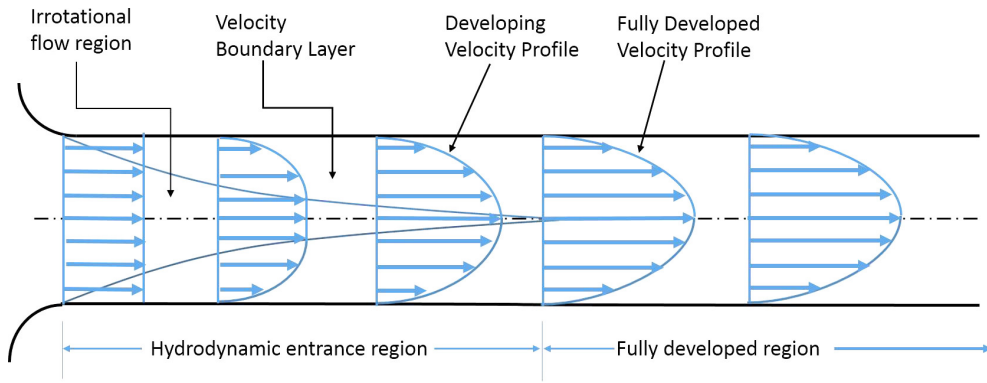 Irrotational
flow region
Velocity
Boundary Layer
Developing
Velocity Profile
Fully Developed
Velocity Profile
Hydrodynamic entrance region
Fully developed region